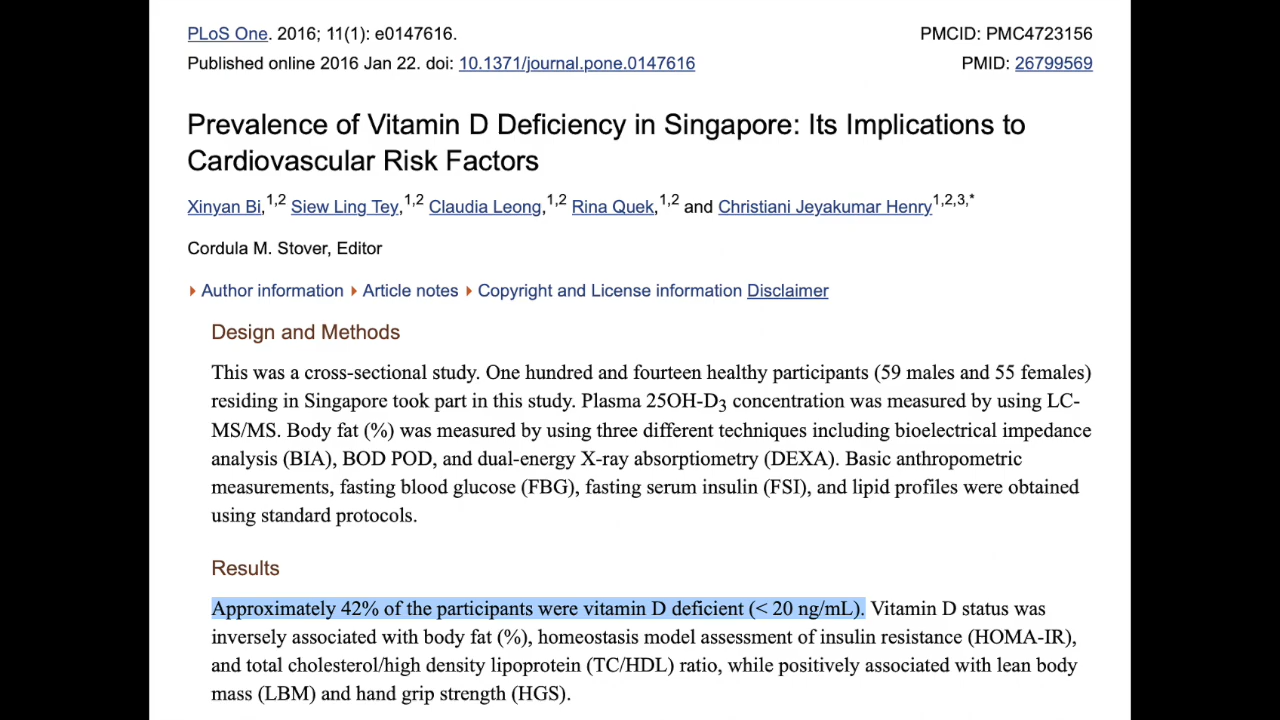 PLoS One. 2016; 11(1): e0147616.
PMCID: PMC4723156
Published online 2016 Jan 22. doi: 10.1371/journal.pone.0147616
PMID: 26799569
Prevalence of Vitamin D Deficiency in Singapore: Its Implications to
Cardiovascular Risk Factors
Xinyan Bi,1,2 Siew Ling Tey,1,2 Claudia Leong,1,2 Rina Quek,1,2 and Christiani Jeyakumar Henry1,2,3,*
Cordula M. Stover, Editor
Author information Article notes Copyright and License information Disclaimer
Design and Methods
This was a cross-sectional study. One hundred and fourteen healthy participants (59 males and 55 females)
residing in Singapore took part in this study. Plasma 25OH-D3 concentration was measured by using LC-
MS/MS. Body fat (%) was measured by using three different techniques including bioelectrical impedance
analysis (BIA), BOD POD, and dual-energy X-ray absorptiometry (DEXA). Basic anthropometric
measurements, fasting blood glucose (FBG), fasting serum insulin (FSI), and lipid profiles were obtained
using standard protocols.
Results
Approximately 42% of the participants were vitamin D deficient (< 20 ng/mL). Vitamin D status was
inversely associated with body fat (%), homeostasis model assessment of insulin resistance (HOMA-IR),
and total cholesterol/high density lipoprotein (TC/HDL) ratio, while positively associated with lean body
mass (LBM) and hand grip strength (HGS).